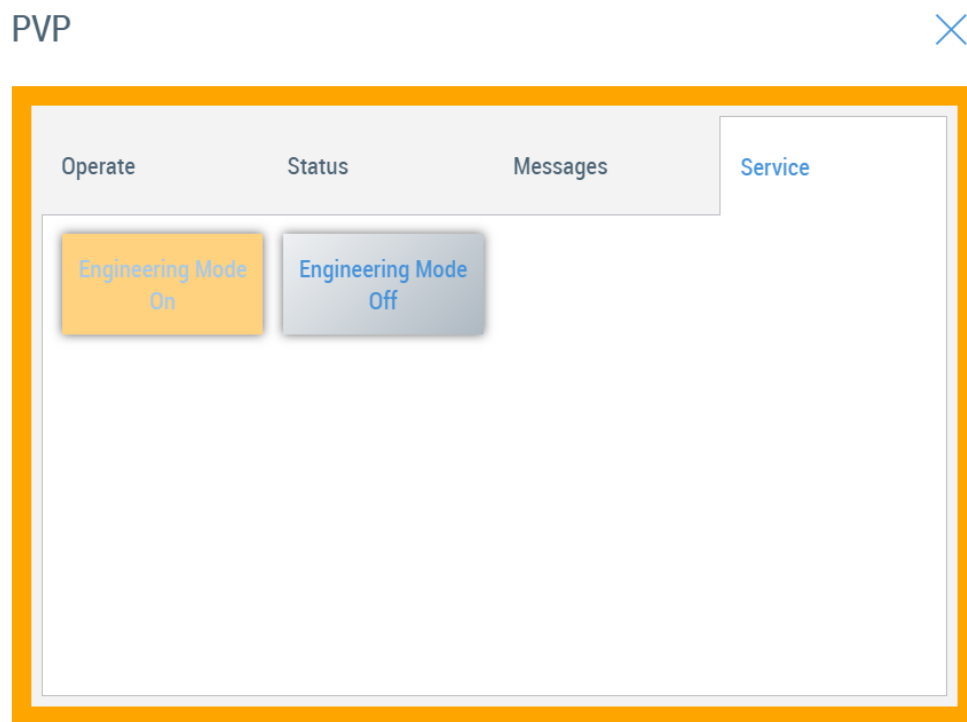 PVP
Operate
Status
Messages
Service
Engineering Mode
On
Engineering Mode
Off